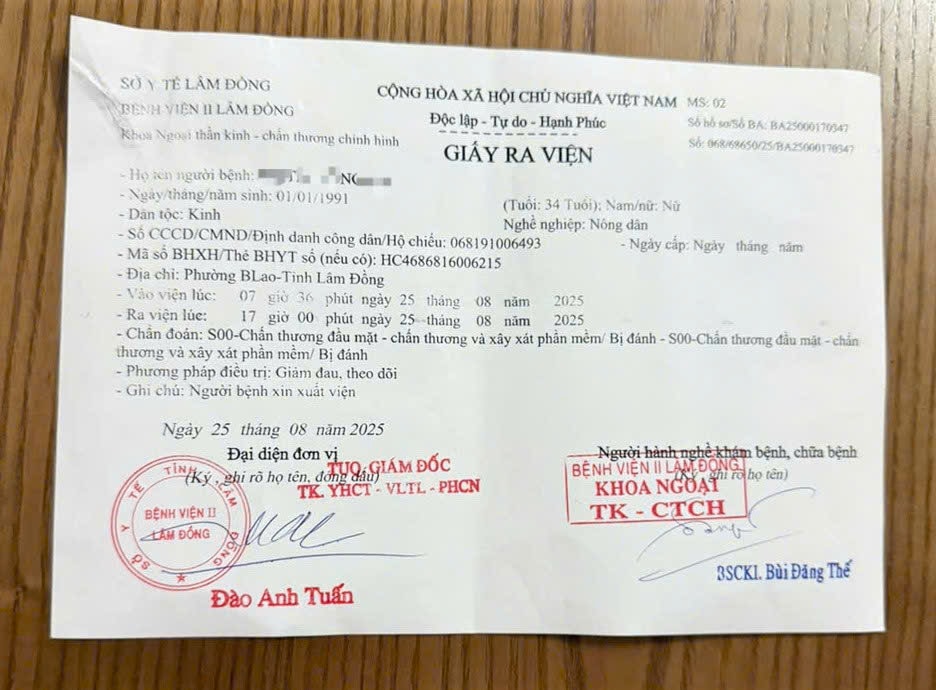 SỞ Y TẾ LÂM ĐỒNG
BỆNH VIỆN II LÂM ĐỒNG
Khoa Ngoại thần kinh - chấn thương chỉnh hình
CỘNG HÒA XÃ HỘI CHỦ NGHĨA VIỆT NAM
Độc lập - Tự do - Hạnh Phúc
MS: 02
Số hồ sơ/Số BA: BA25000170347
Số: 068/68650/25/BA25000170347
GIẤY RA VIỆN
- Họ tên người bệnh:
- Ngày/tháng/năm sinh: 01/01/1991
(Tuổi: 34 Tuổi); Nam/nữ: Nữ
- Dân tộc: Kinh
Nghề nghiệp: Nông dân
- Số CCCD/CMND/Định danh công dân/Hộ chiếu: 068191006493
- Ngày cấp: Ngày tháng năm
- Mã số BHXH/Thẻ BHYT số (nếu có): HC4686816006215
- Địa chỉ: Phường BLao-Tỉnh Lâm Đồng
- Vào viện lúc: 07 giờ 36 phút ngày 25 tháng 08 năm 2025
- Ra viện lúc: 17 giờ 00 phút ngày 25 tháng 08 năm 2025
- Chẩn đoán: S00-Chấn thương đầu mặt - chấn thương và xây xát phần mềm/ Bị đánh - S00-Chấn thương đầu mặt - chấn
thương và xây xát phần mềm/ Bị đánh
- Phương pháp điều trị: Giảm đau, theo dõi
- Ghi chú: Người bệnh xin xuất viện
Ngày 25 tháng 08 năm 2025
Đại diện đơn vị
(Ký, ghi rõ họ tên, đóng dấu)
TUQ. GIÁM ĐỐC
TK. YHCT - VLTL - PHCN
SỞ Y TẾ TỈNH LÂM ĐỒNG
BỆNH VIỆN II
LÂM ĐỒNG
Đào Anh Tuấn
Người hành nghề khám bệnh, chữa bệnh
(Ký, ghi rõ họ tên)
BỆNH VIỆN II LÂM ĐỒNG
KHOA NGOẠI
TK - CTCH
BSCKI. Bùi Đăng Thế